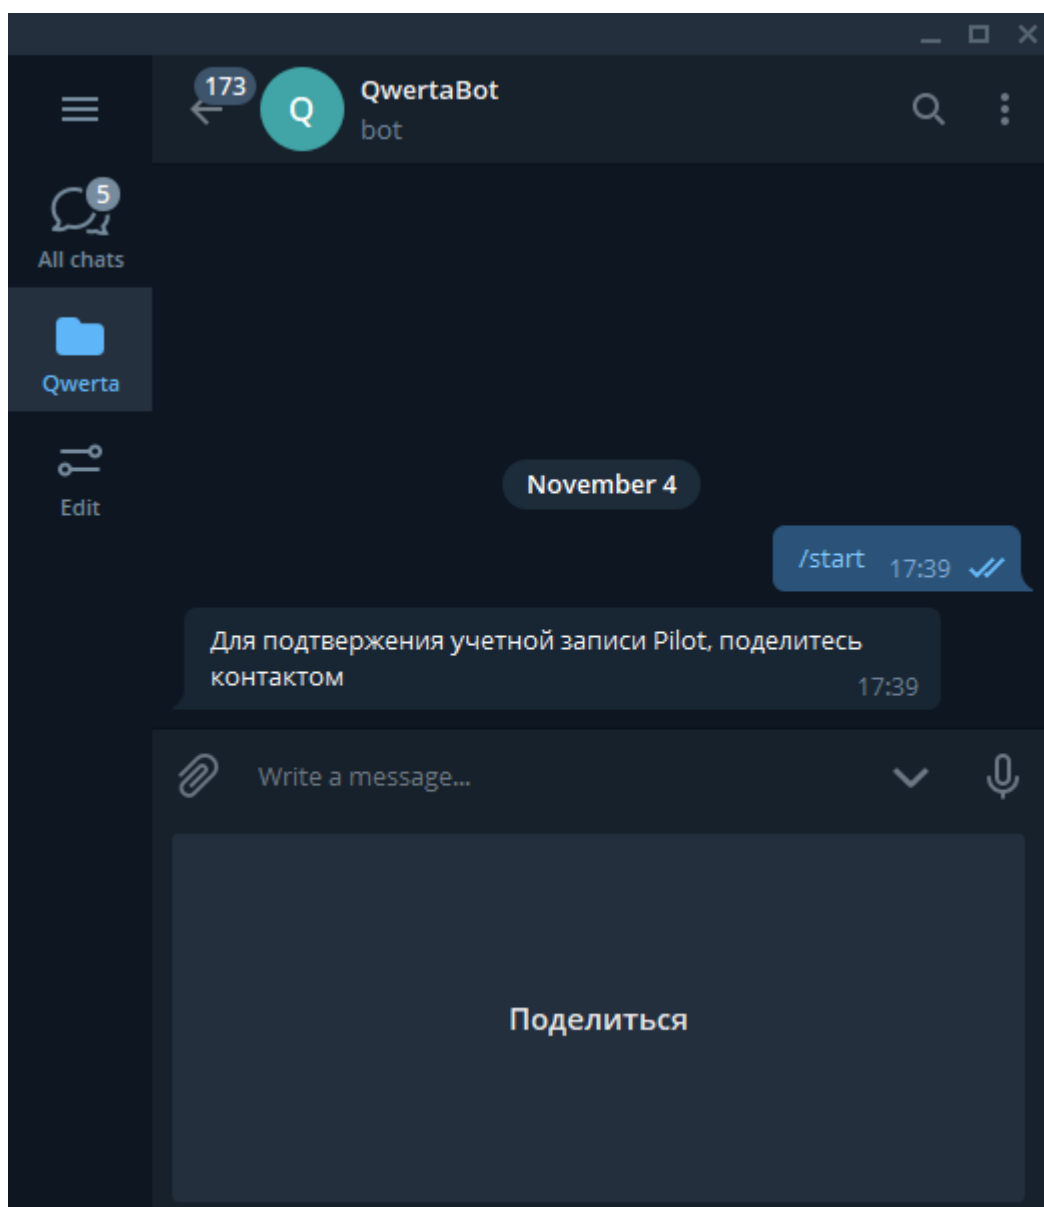 173
Q
QwertaBot
bot
5
All chats
Qwerta
Edit
November 4
/start 17:39
Для подтвержения учетной записи Pilot, поделитесь
контактом
17:39
Write a message...
Поделиться